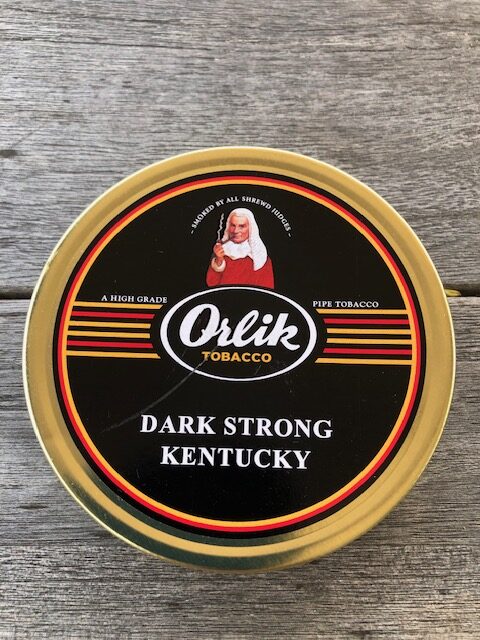 - SMOKED BY ALL SHREWD JUDGES -
A HIGH GRADE
PIPE TOBACCO
Orlik
TOBACCO
DARK STRONG
KENTUCKY